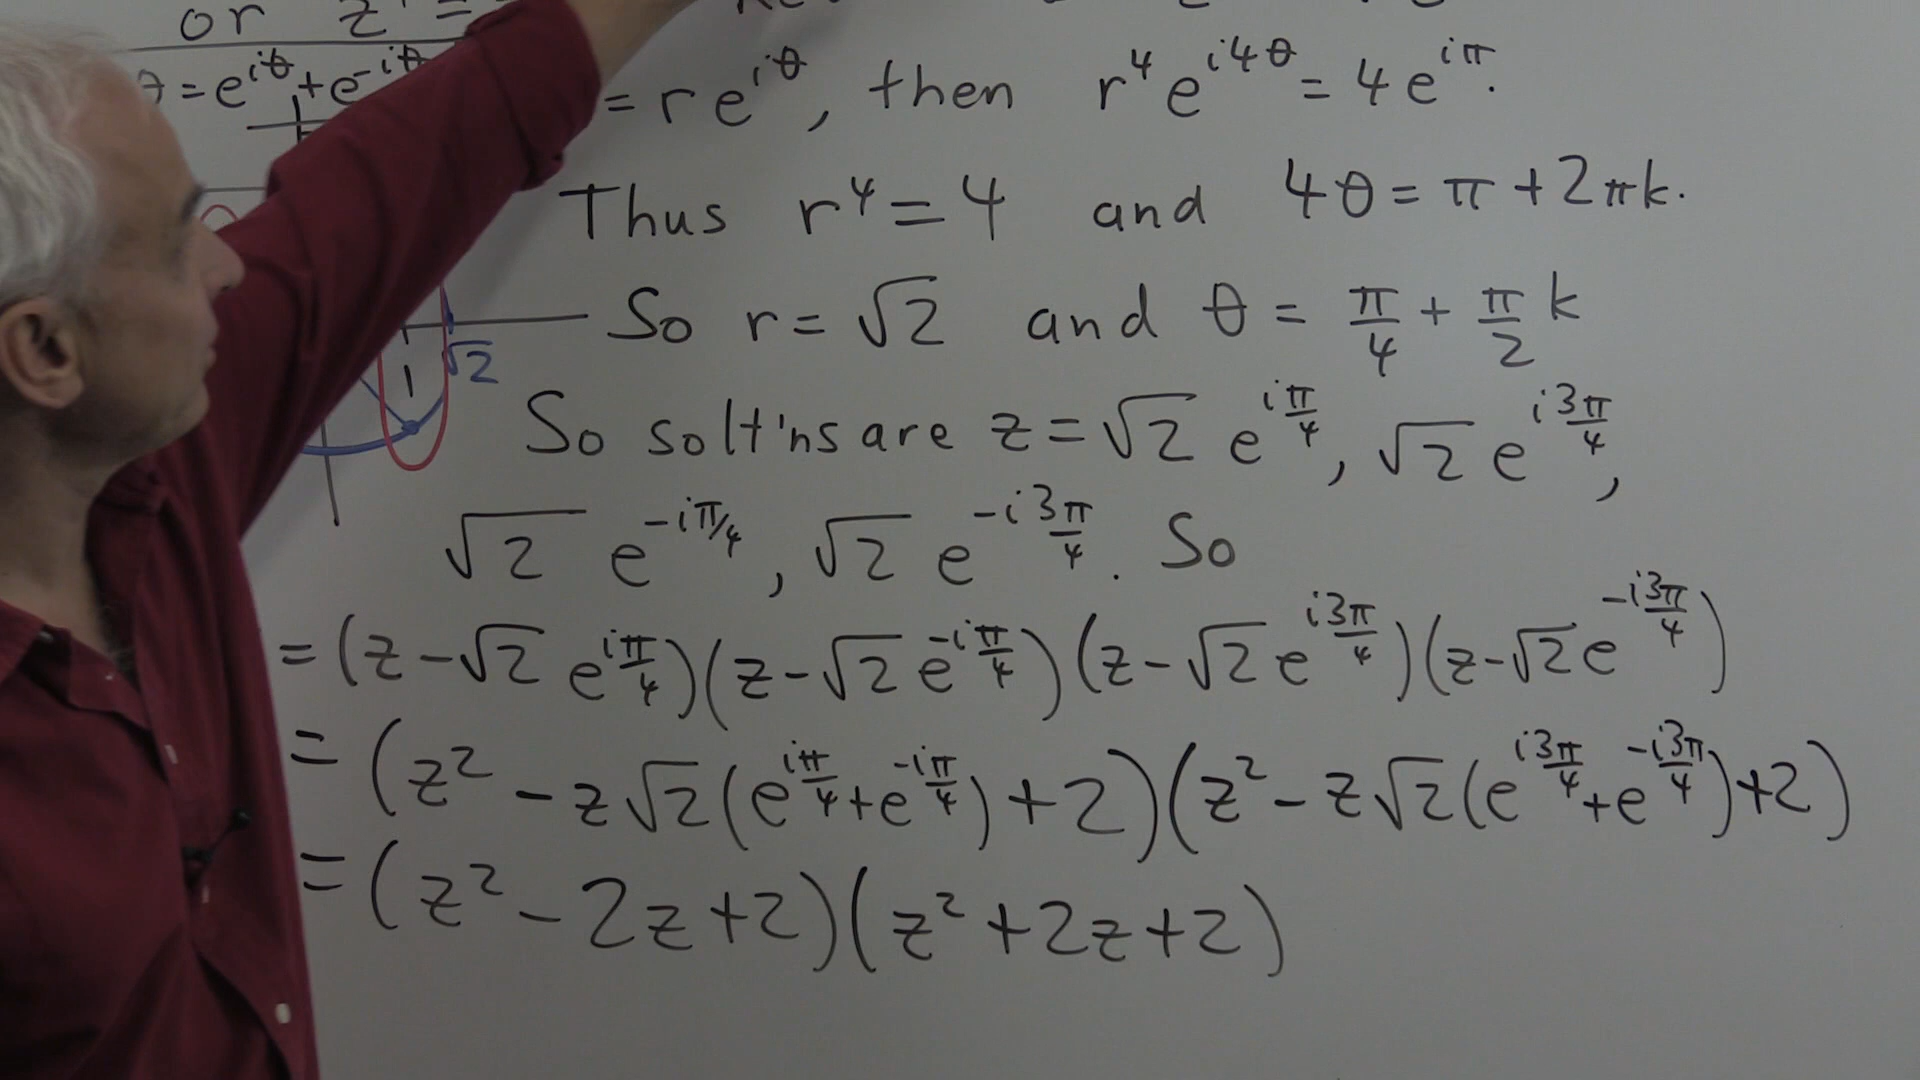 or z
θ = e^{iθ} + e^{-iθ}
= r e^{iθ}, then r^4 e^{i4θ} = 4 e^{iπ}.
Thus r^4 = 4 and 4θ = π + 2πk.
So r = √2 and θ = π/4 + π/2 k
1 √2
So solt'ns are z = √2 e^{iπ/4}, √2 e^{i3π/4},
√2 e^{-iπ/4}, √2 e^{-i3π/4}. So
= (z - √2 e^{iπ/4})(z - √2 e^{-iπ/4})(z - √2 e^{i3π/4})(z - √2 e^{-i3π/4})
= (z^2 - z√2(e^{iπ/4} + e^{-iπ/4}) + 2)(z^2 - z√2(e^{i3π/4} + e^{-i3π/4}) + 2)
= (z^2 - 2z + 2)(z^2 + 2z + 2)